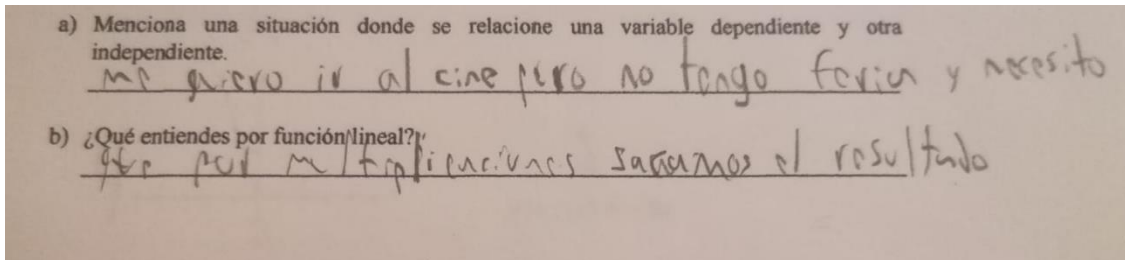 a) Menciona una situación donde se relacione una variable dependiente y otra
independiente.
me quiero ir al cine pero no tengo feria y necesito
b) ¿Qué entiendes por función lineal?
que por multiplicaciones sacamos el resultado